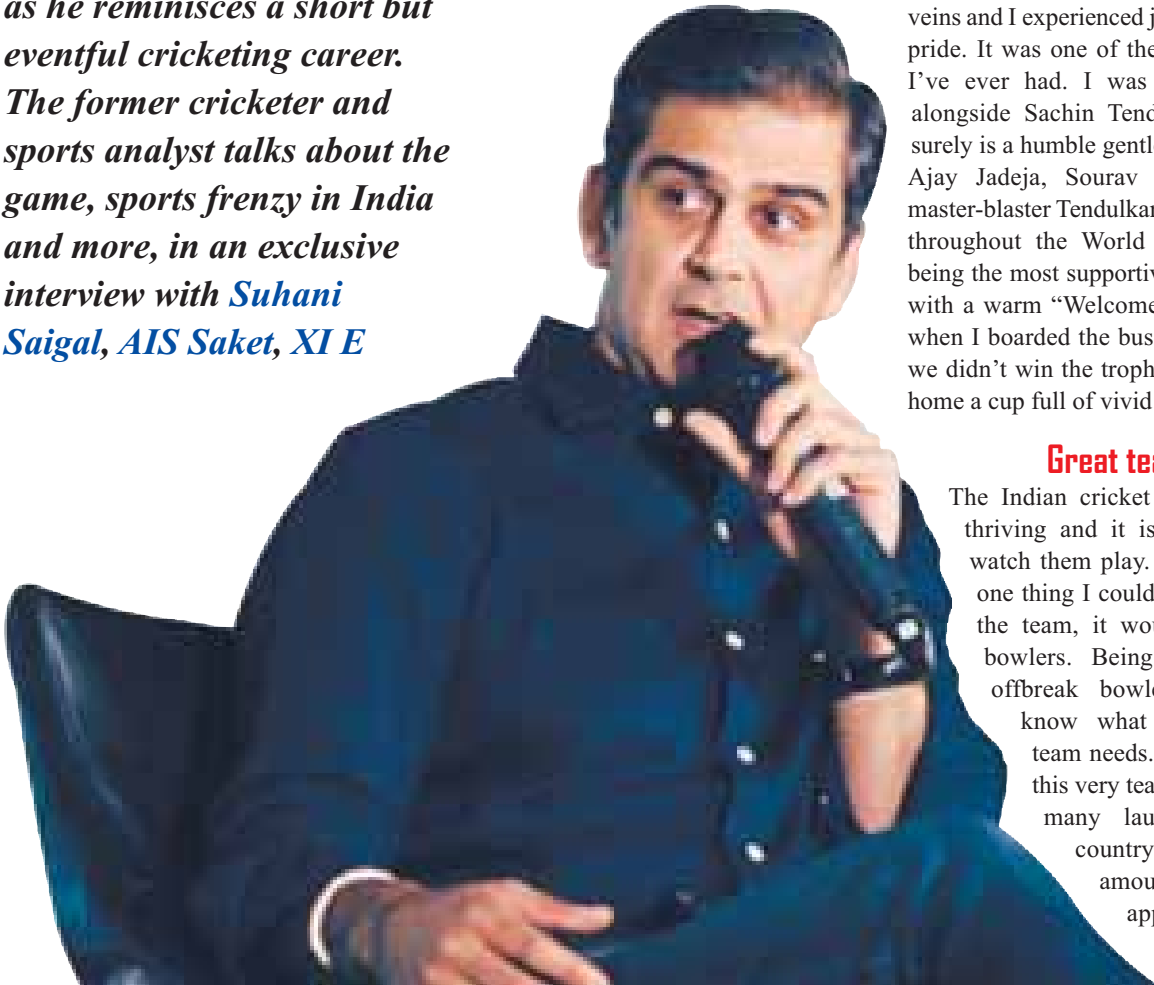 as he reminisces a short but
eventful cricketing career.
The former cricketer and
sports analyst talks about the
game, sports frenzy in India
and more, in an exclusive
interview with Suhani
Saigal, AIS Saket, XI E
veins and I experienced j
pride. It was one of the
I've ever had. I was
alongside Sachin Tend
surely is a humble gentl
Ajay Jadeja, Sourav
master-blaster Tendulkar
throughout the World
being the most supportiv
with a warm “Welcome
when I boarded the bus
we didn't win the troph
home a cup full of vivid
Great tea
The Indian cricket
thriving and it is
watch them play.
one thing I could
the team, it wou
bowlers. Being
offbreak bowle
know what
team needs.
this very tea
many lau
country
amou
app